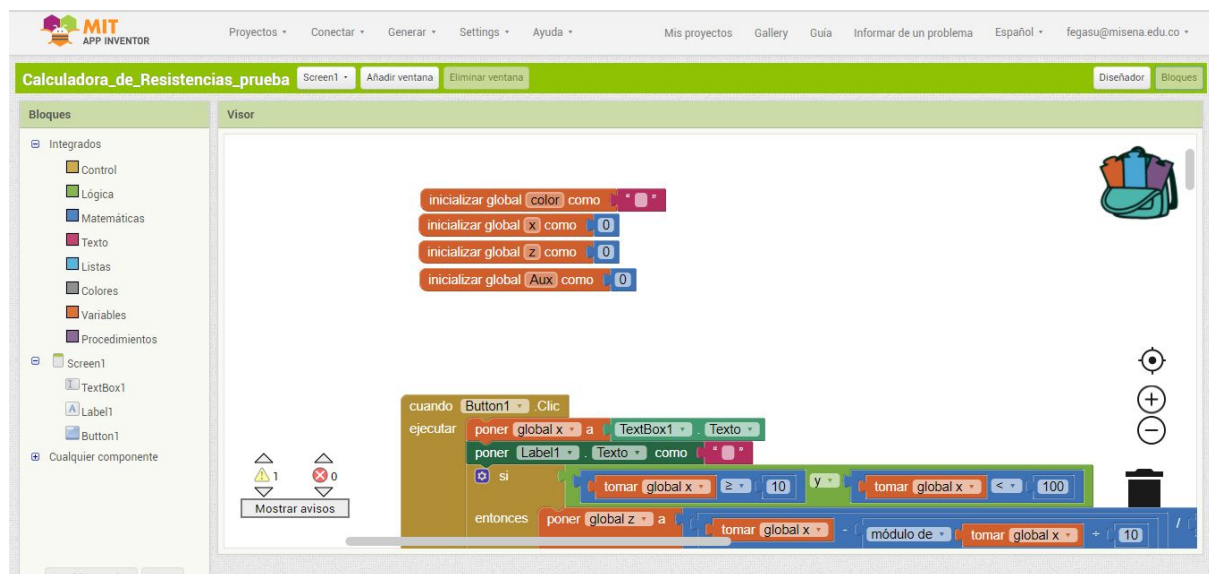 MIT
APP INVENTOR
Proyectos Conectar Generar Settings Ayuda Mis proyectos Gallery Guía Informar de un problema Español fegasu@misena.edu.co
Calculadora_de_Resistencias_prueba Screen1 Añadir ventana Eliminar ventana Diseñador Bloques
Bloques Visor
Integrados
Control
Lógica
Matemáticas
Texto
Listas
Colores
Variables
Procedimientos
Screen1
TextBox1
Label1
Button1
Cualquier componente
inicializar global color como " "
inicializar global x como 0
inicializar global z como 0
inicializar global Aux como 0
cuando Button1 .Clic
ejecutar poner global x a TextBox1 . Texto
poner Label1 . Texto como " "
si tomar global x ≥ 10 y tomar global x < 100
entonces poner global z a tomar global x - módulo de tomar global x ÷ 10 /
1 0
Mostrar avisos